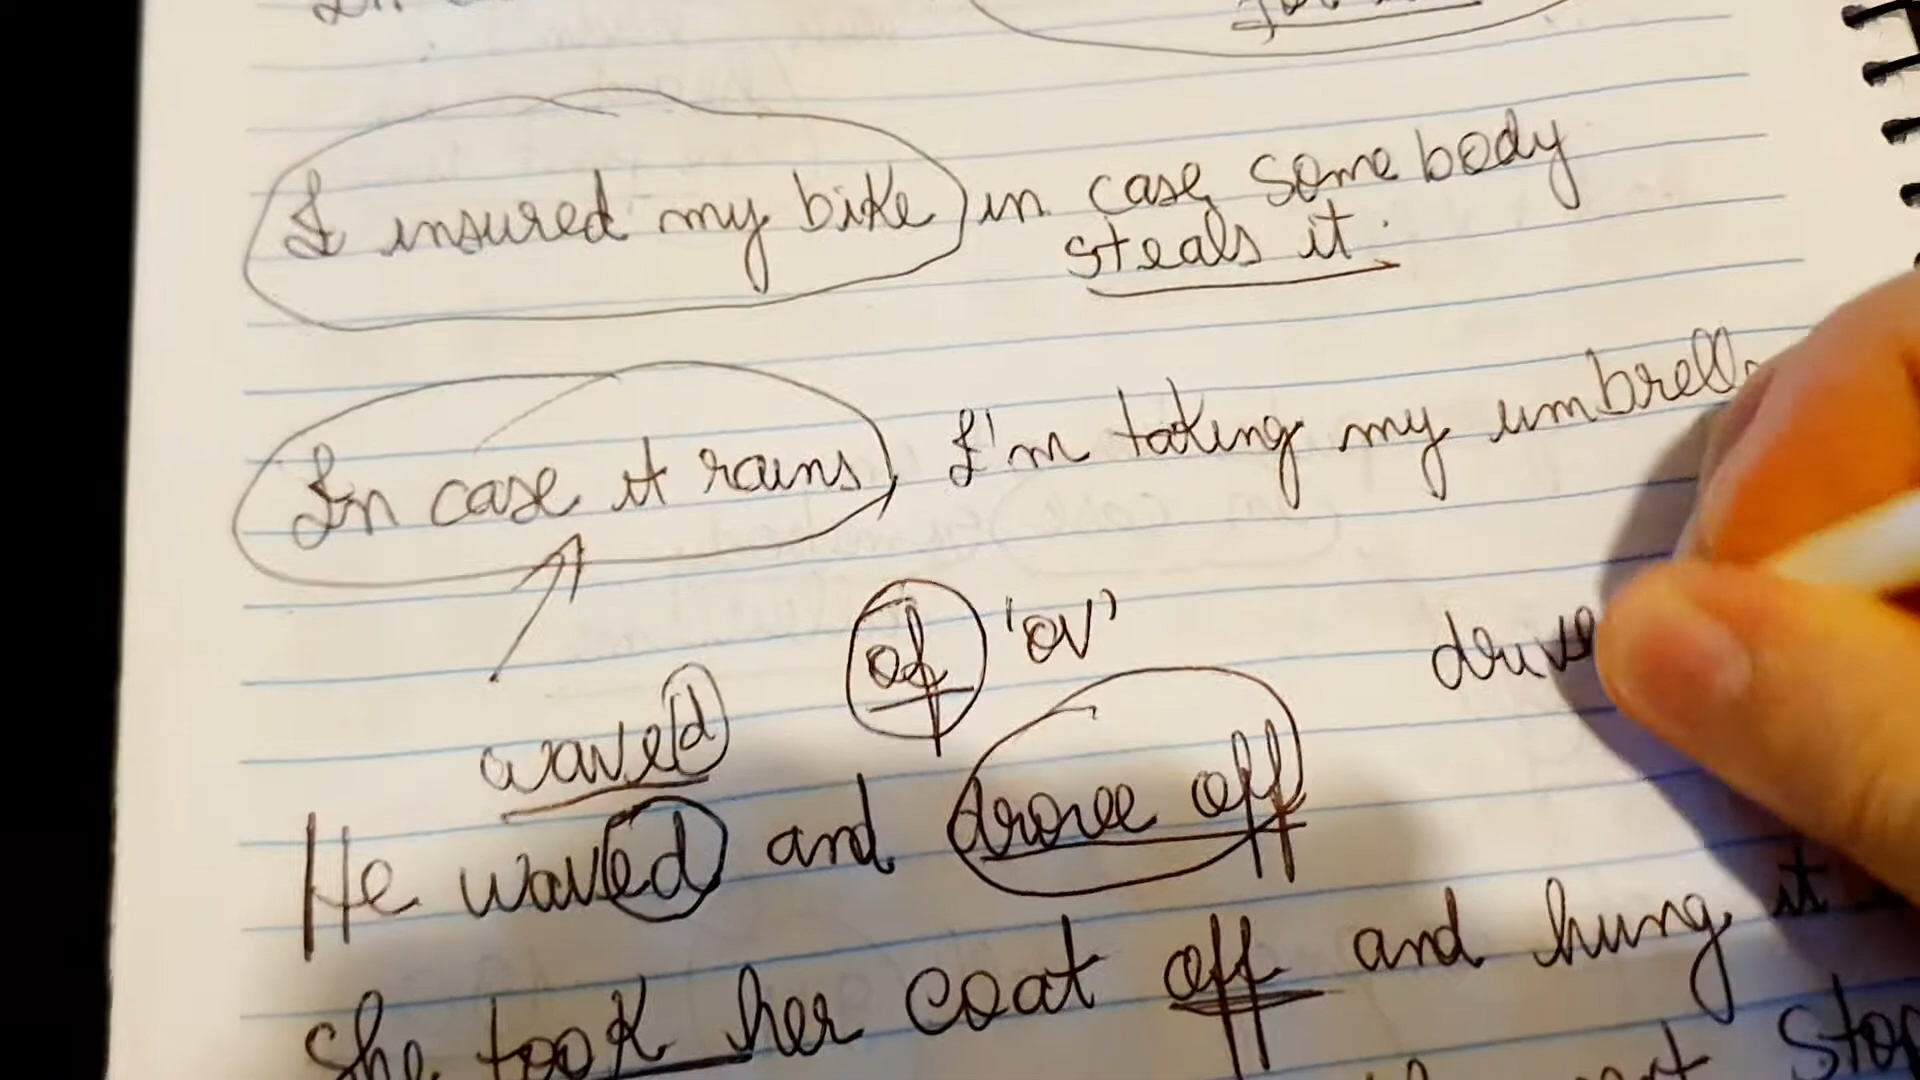 I insured my bike in case somebody
steals it.
In case it rains, I'm taking my
of 'ov'
drive
waved
He waved and drove off
She took her coat off and hung it